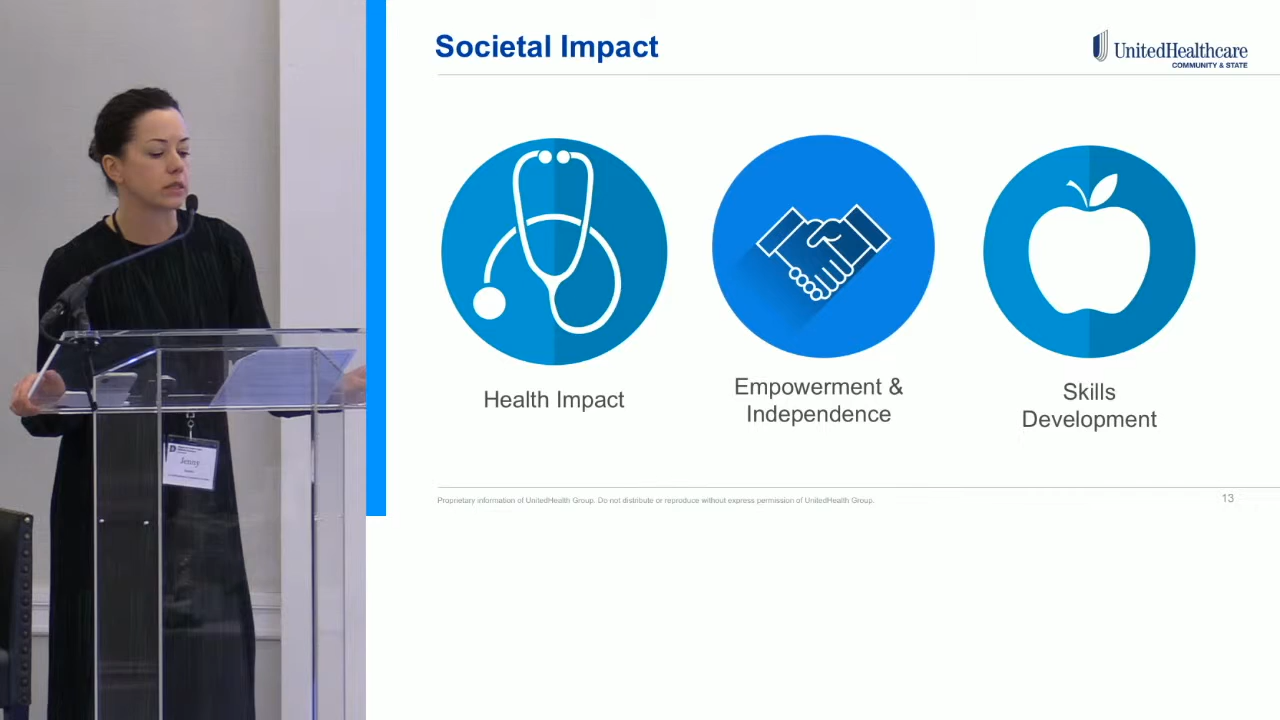 Societal Impact
UnitedHealthcare
COMMUNITY & STATE
Health Impact
Empowerment &
Independence
Skills
Development
Proprietary information of UnitedHealth Group. Do not distribute or reproduce without express permission of UnitedHealth Group.
13
Jenny